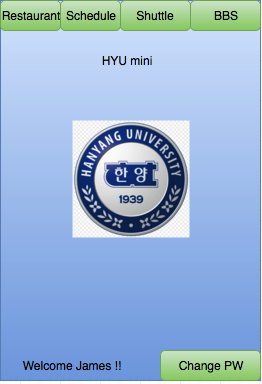 Restaurant Schedule Shuttle BBS
HYU mini
HANYANG UNIVERSITY
한양
1939
Welcome James !! Change PW